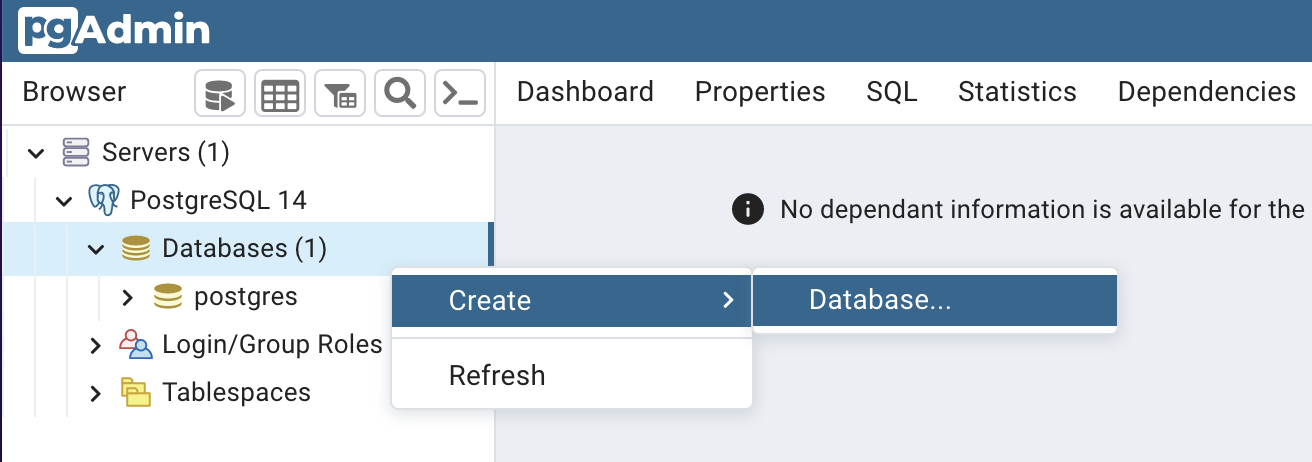 pgAdmin
Browser
Dashboard Properties SQL Statistics Dependencies
Servers (1)
PostgreSQL 14
No dependant information is available for the
Databases (1)
postgres
Create
Database...
Login/Group Roles
Refresh
Tablespaces